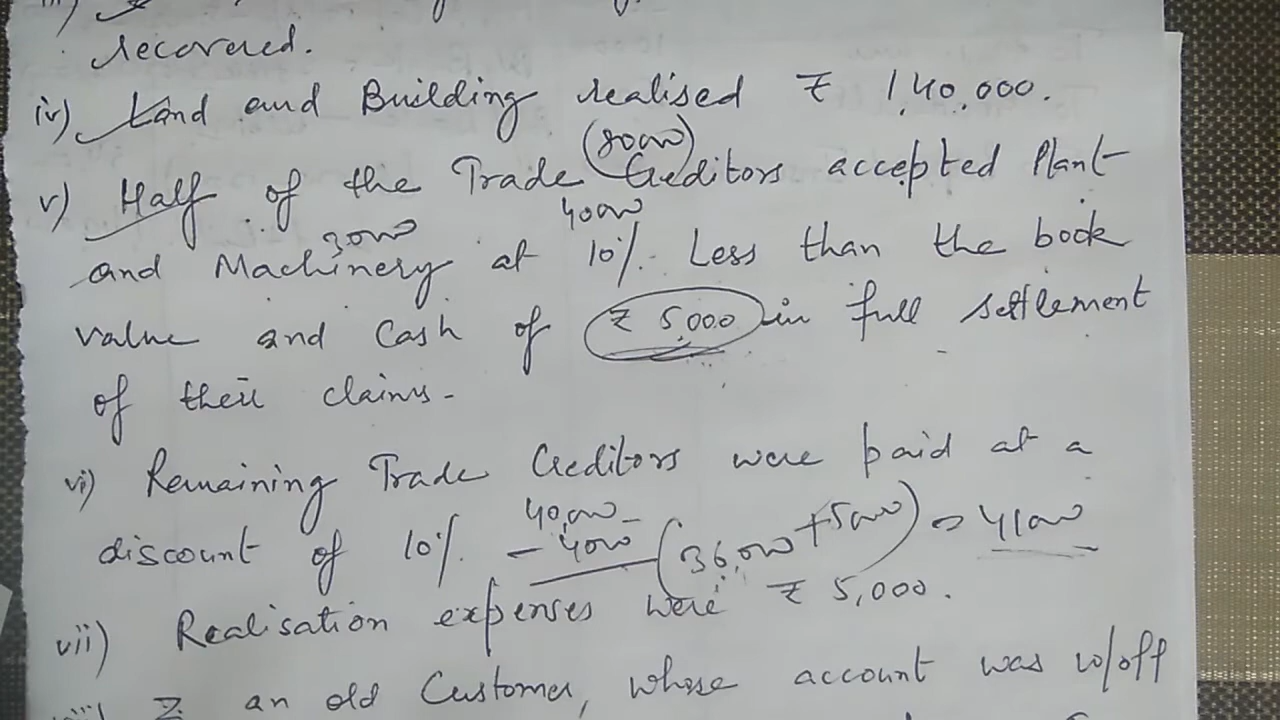 recovered.
iv) Land and Building realised ₹ 1,40,000.
(80000)
v) Half of the Trade Creditors accepted Plant
30000 40000
and Machinery at 10% Less than the book
value and Cash of ₹ 5,000 in full settlement
of their claims.
vi) Remaining Trade Creditors were paid at a
40,000
discount of 10%. - 4000 (36,000 + 5000) = 41000
vii) Realisation expenses were ₹ 5,000.
Z an old Customer, whose account was w/off